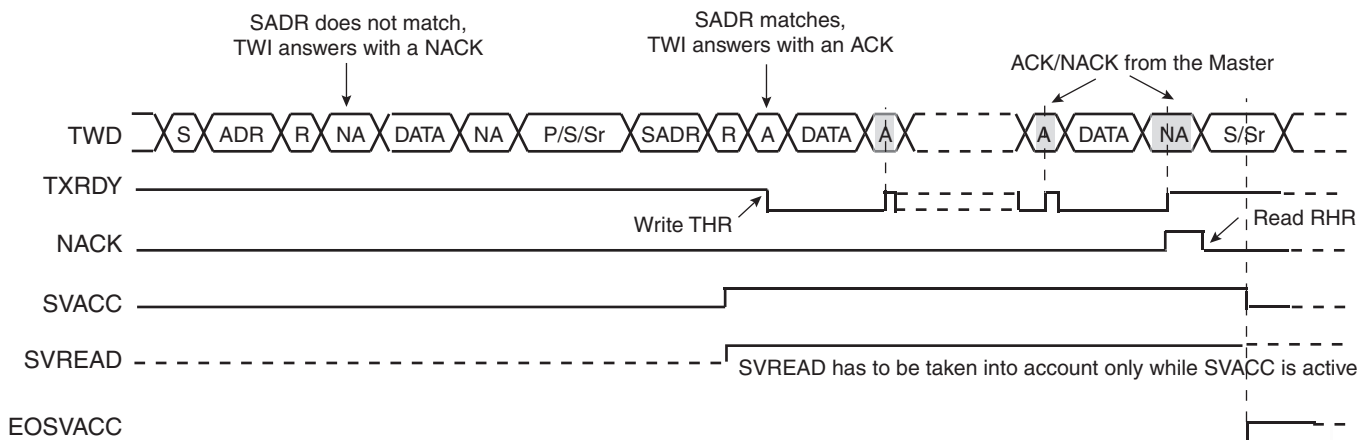 SADR does not match,
TWI answers with a NACK
SADR matches,
TWI answers with an ACK
ACK/NACK from the Master
TWD S ADR R NA DATA NA P/S/Sr SADR R A DATA A A DATA NA S/Sr
TXRDY
Write THR
Read RHR
NACK
SVACC
SVREAD
SVREAD has to be taken into account only while SVACC is active
EOSVACC